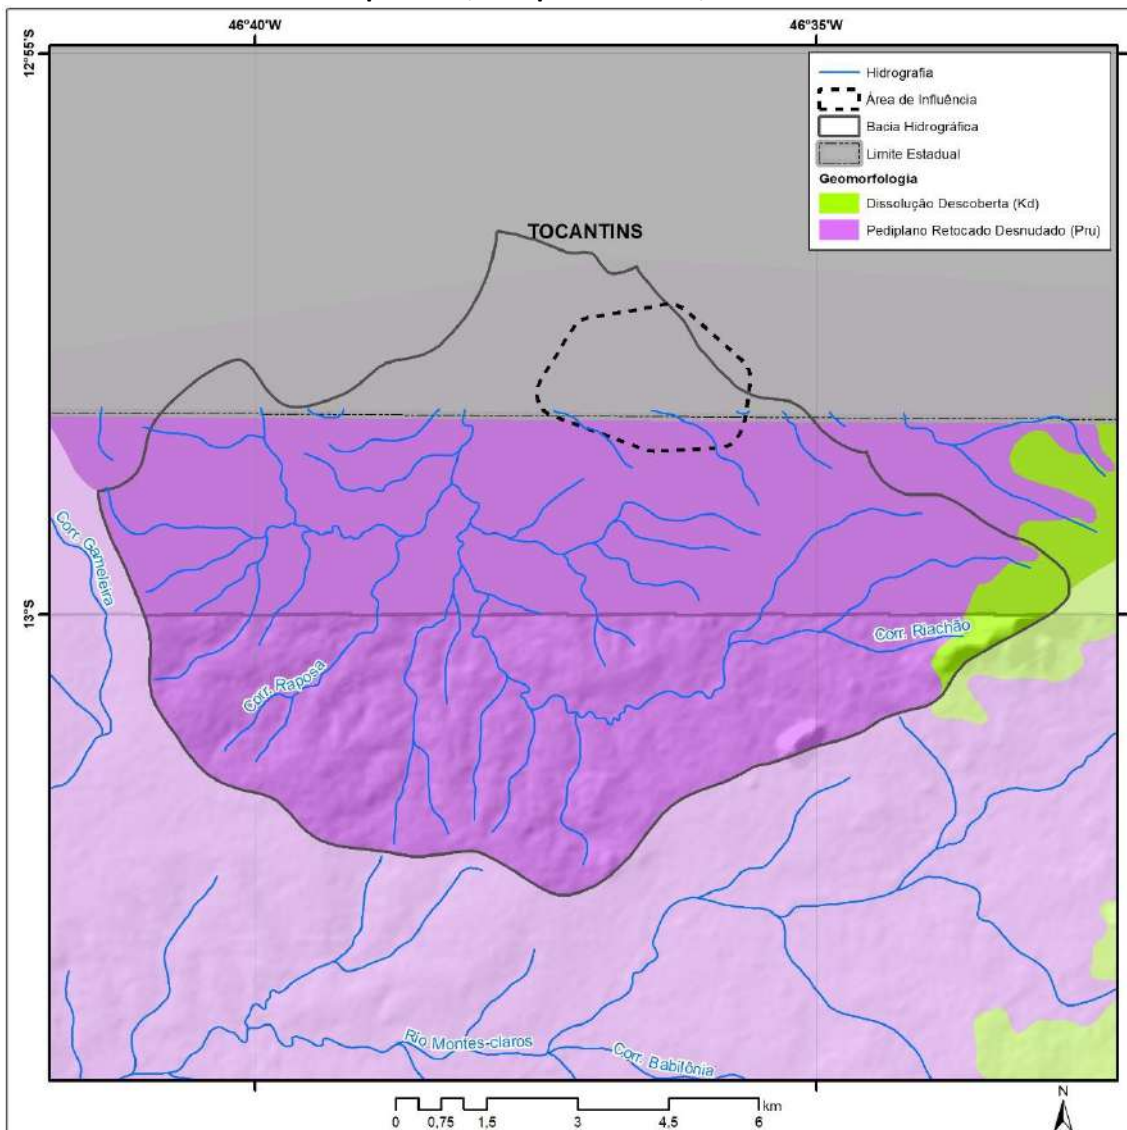 46°40'W
46°35'W
12°55'S
Hidrografia
Área de Influência
Bacia Hidrográfica
Limite Estadual
Geomorfologia
Dissolução Descoberta (Kd)
Pediplano Retocado Desnudado (Pru)
TOCANTINS
Corr. Gameleira
13°S
Corr. Riachão
Corr. Raposa
Rio Montes-claros
Corr. Babilônia
km
0 0,75 1,5 3 4,5 6
N